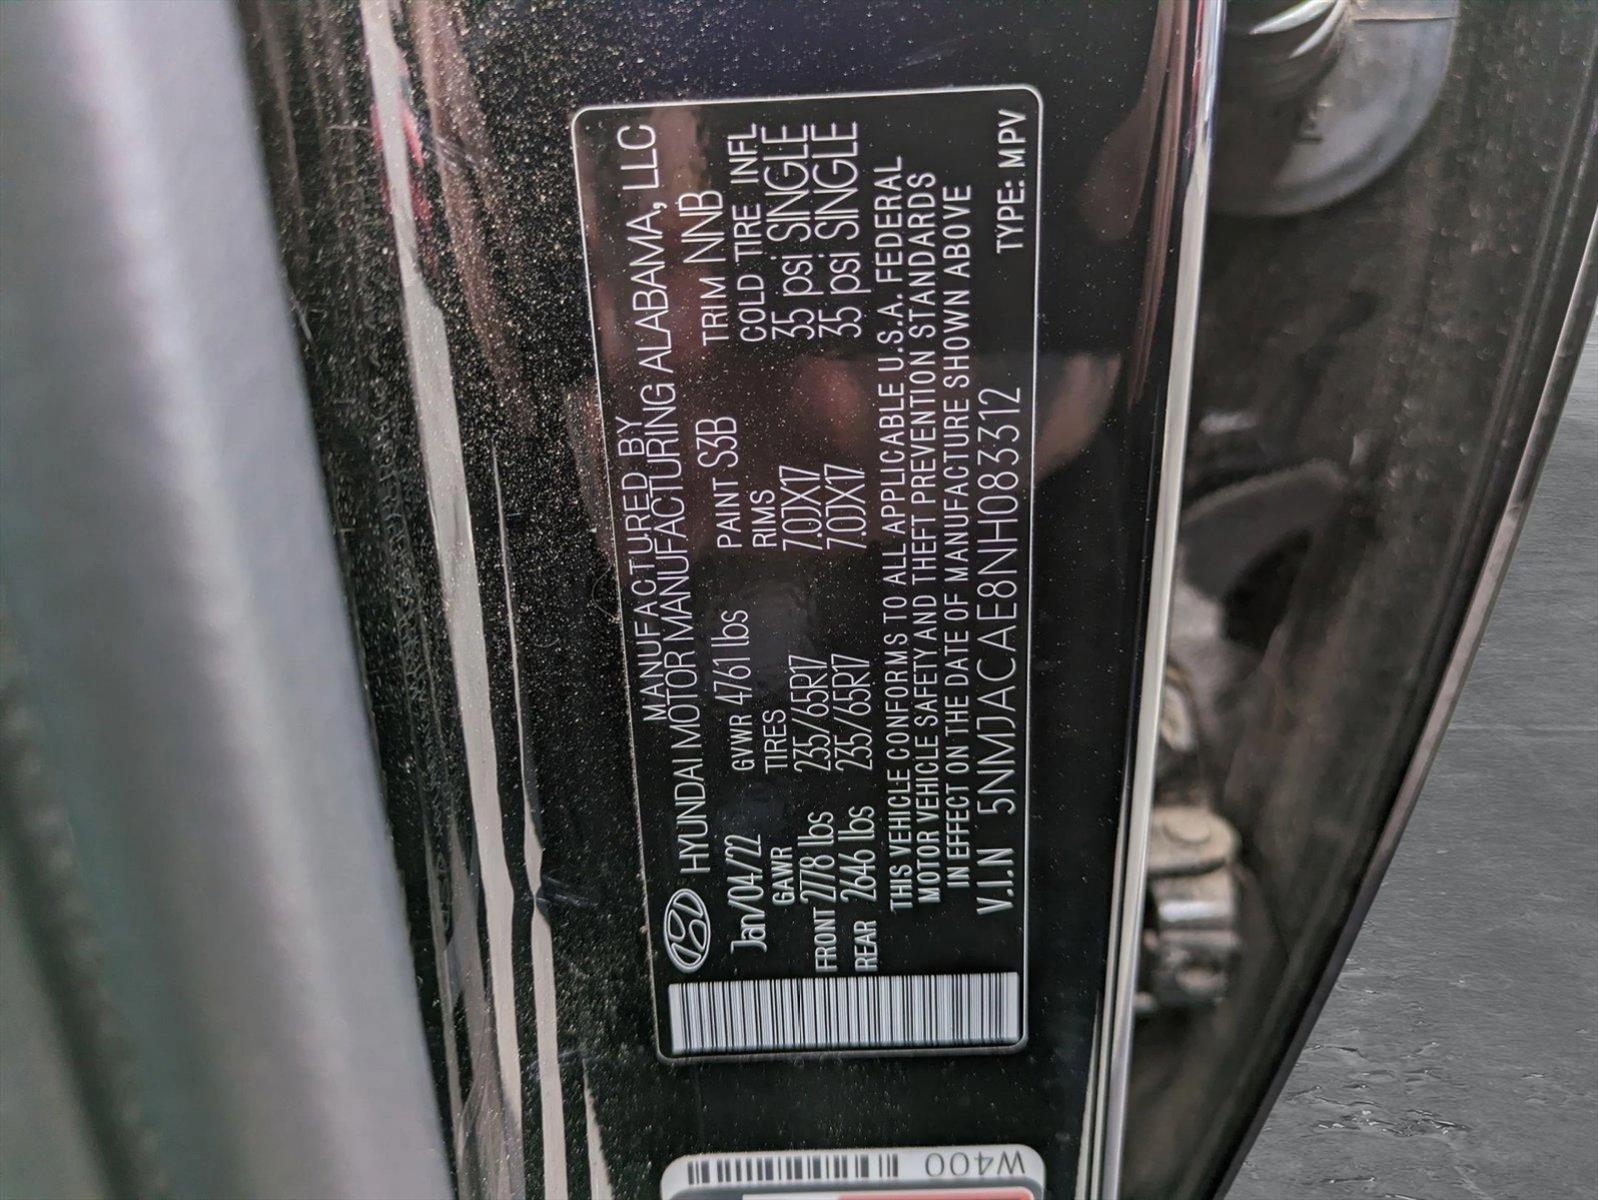 MANUFACTURED BY
HYUNDAI MOTOR MANUFACTURING ALABAMA, LLC
Jan/04/22 GVWR 4761 lbs PAINT S3B TRIM NNB
GAWR TIRES RIMS COLD TIRE INFL
FRONT 2778 lbs 235/65R17 7.0JX17 35 psi SINGLE
REAR 2646 lbs 235/65R17 7.0JX17 35 psi SINGLE
THIS VEHICLE CONFORMS TO ALL APPLICABLE U.S.A. FEDERAL
MOTOR VEHICLE SAFETY AND THEFT PREVENTION STANDARDS
IN EFFECT ON THE DATE OF MANUFACTURE SHOWN ABOVE
V.I.N 5NMJACAE8NH083312 TYPE: MPV
W400